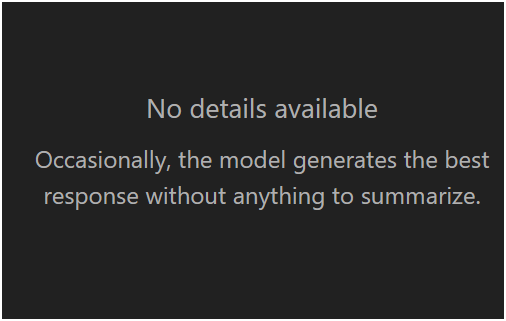 No details available
Occasionally, the model generates the best
response without anything to summarize.